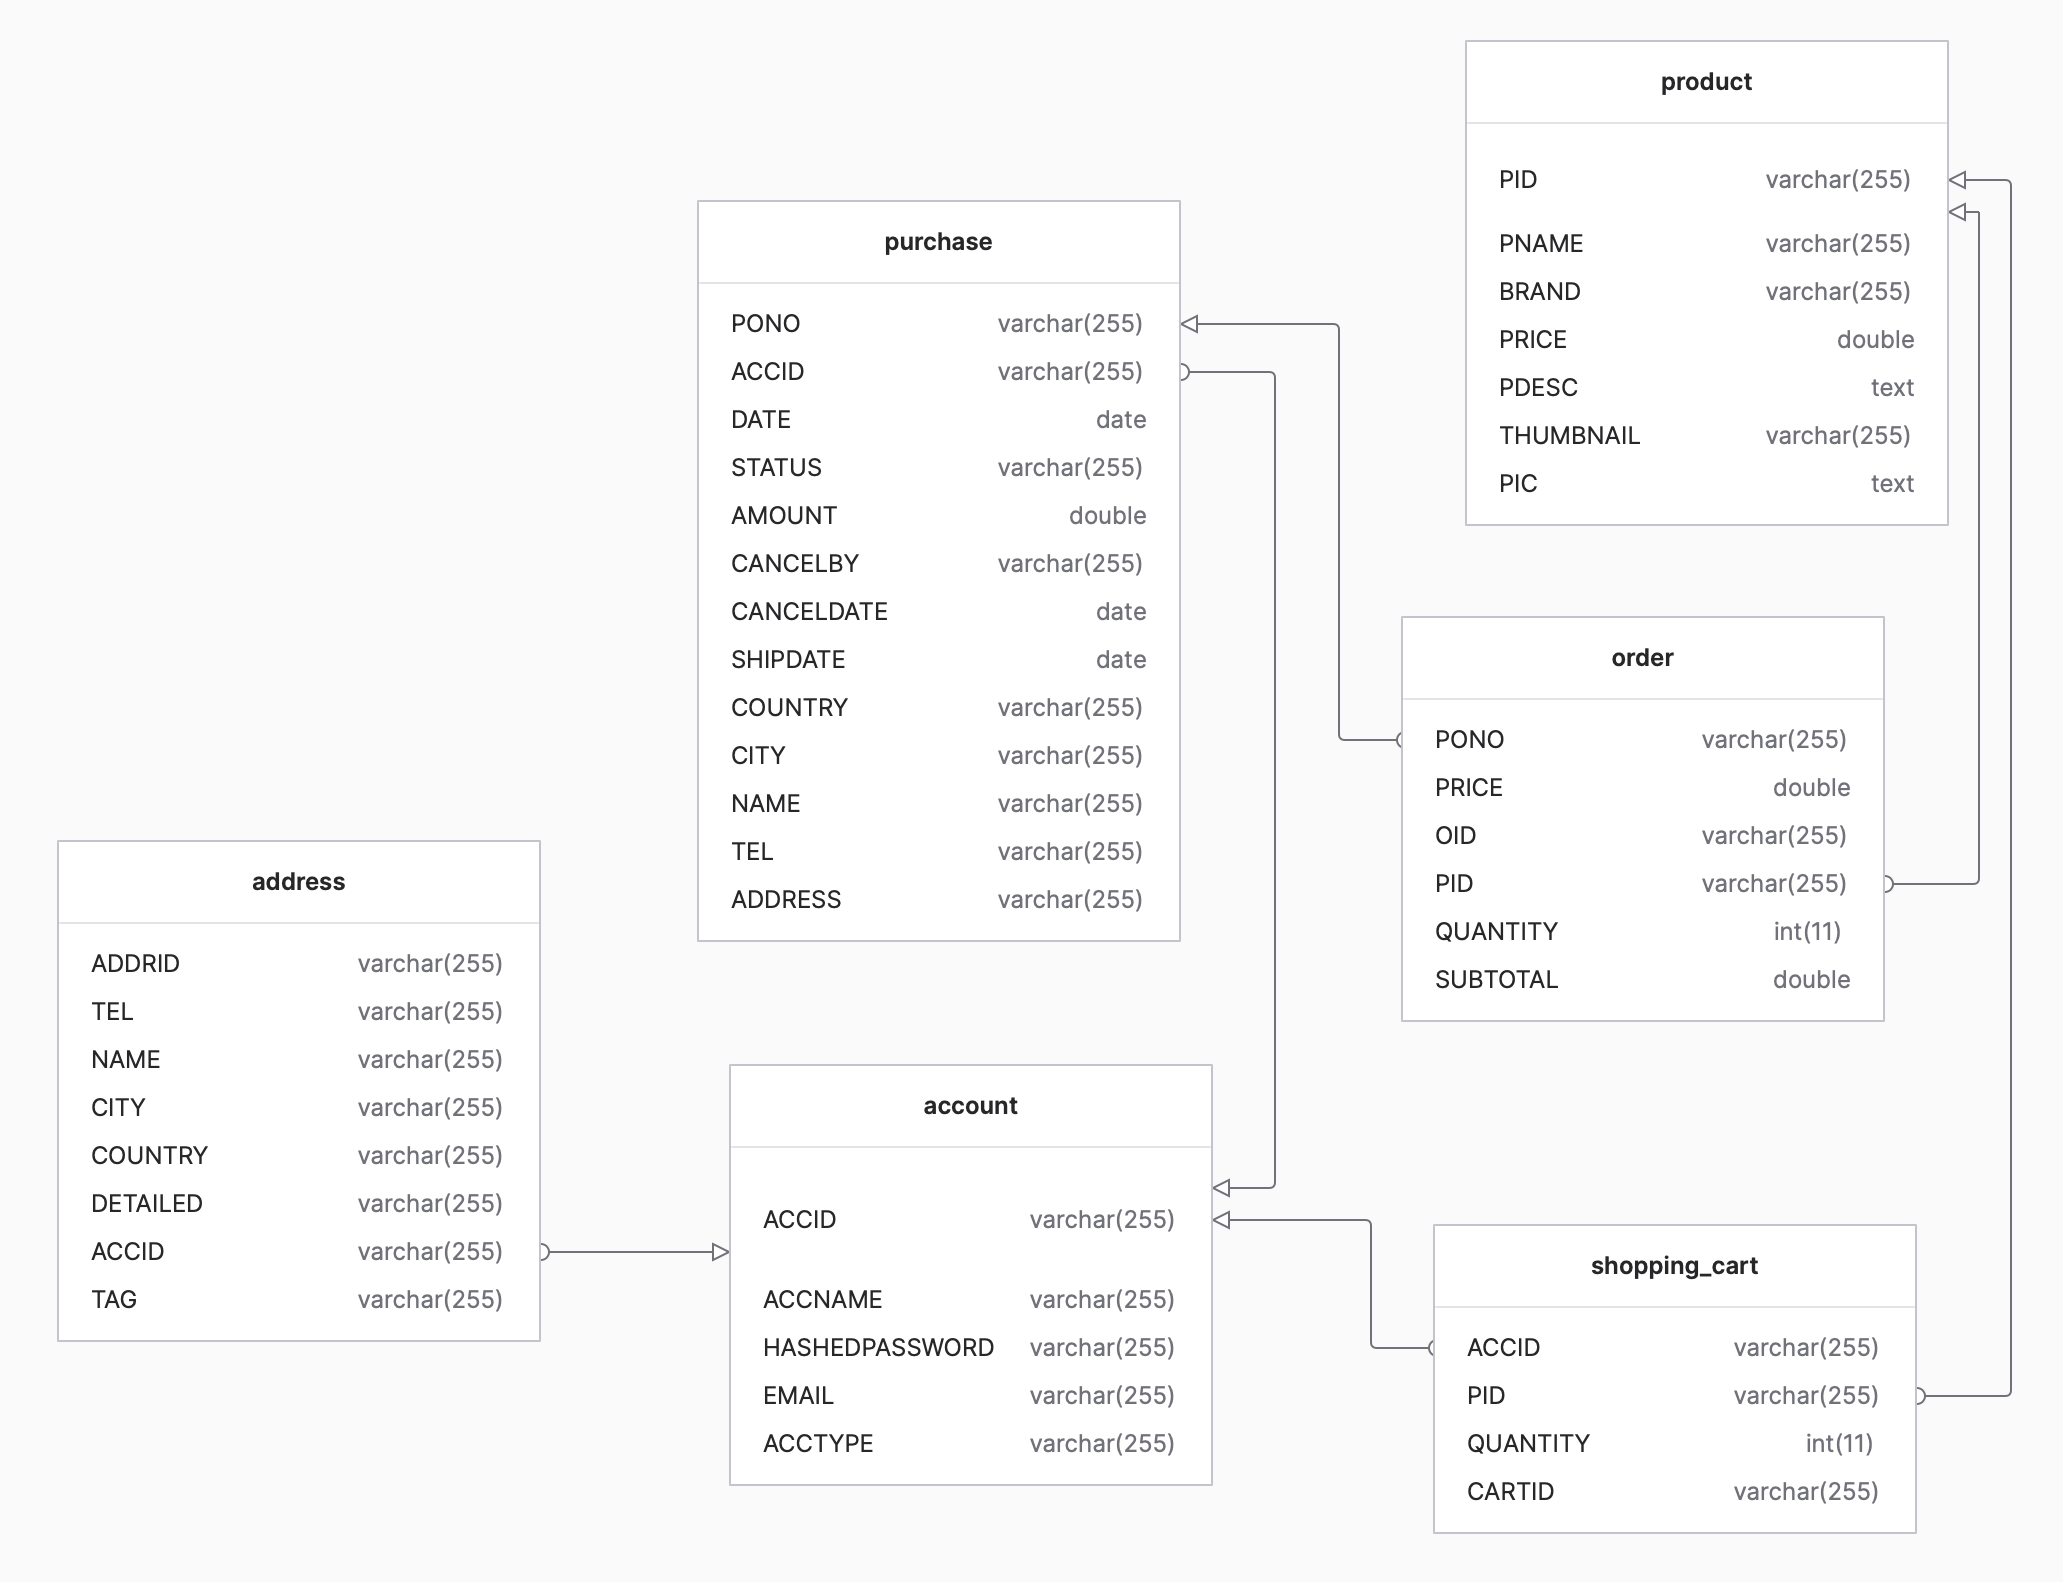 product
PID varchar(255)
PNAME varchar(255)
BRAND varchar(255)
PRICE double
PDESC text
THUMBNAIL varchar(255)
PIC text
purchase
PONO varchar(255)
ACCID varchar(255)
DATE date
STATUS varchar(255)
AMOUNT double
CANCELBY varchar(255)
CANCELDATE date
SHIPDATE date
COUNTRY varchar(255)
CITY varchar(255)
NAME varchar(255)
TEL varchar(255)
ADDRESS varchar(255)
order
PONO varchar(255)
PRICE double
OID varchar(255)
PID varchar(255)
QUANTITY int(11)
SUBTOTAL double
address
ADDRID varchar(255)
TEL varchar(255)
NAME varchar(255)
CITY varchar(255)
COUNTRY varchar(255)
DETAILED varchar(255)
ACCID varchar(255)
TAG varchar(255)
account
ACCID varchar(255)
ACCNAME varchar(255)
HASHEDPASSWORD varchar(255)
EMAIL varchar(255)
ACCTYPE varchar(255)
shopping_cart
ACCID varchar(255)
PID varchar(255)
QUANTITY int(11)
CARTID varchar(255)